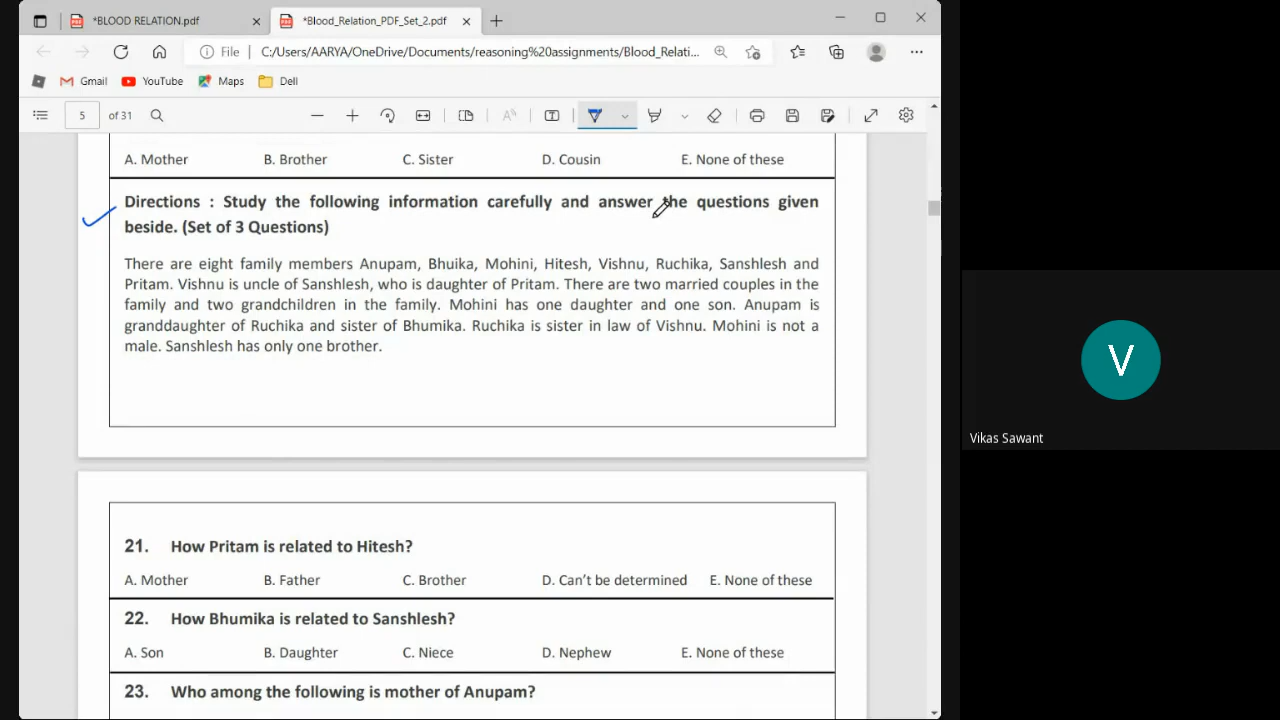 *BLOOD RELATION.pdf
*Blood_Relation_PDF_Set_2.pdf
File C:/Users/AARYA/OneDrive/Documents/reasoning%20assignments/Blood_Relati...
Gmail YouTube Maps Dell
5 of 31
A. Mother B. Brother C. Sister D. Cousin E. None of these
Directions : Study the following information carefully and answer the questions given
beside. (Set of 3 Questions)
There are eight family members Anupam, Bhuika, Mohini, Hitesh, Vishnu, Ruchika, Sanshlesh and
Pritam. Vishnu is uncle of Sanshlesh, who is daughter of Pritam. There are two married couples in the
family and two grandchildren in the family. Mohini has one daughter and one son. Anupam is
granddaughter of Ruchika and sister of Bhumika. Ruchika is sister in law of Vishnu. Mohini is not a
male. Sanshlesh has only one brother.
21. How Pritam is related to Hitesh?
A. Mother B. Father C. Brother D. Can't be determined E. None of these
22. How Bhumika is related to Sanshlesh?
A. Son B. Daughter C. Niece D. Nephew E. None of these
23. Who among the following is mother of Anupam?
V
Vikas Sawant